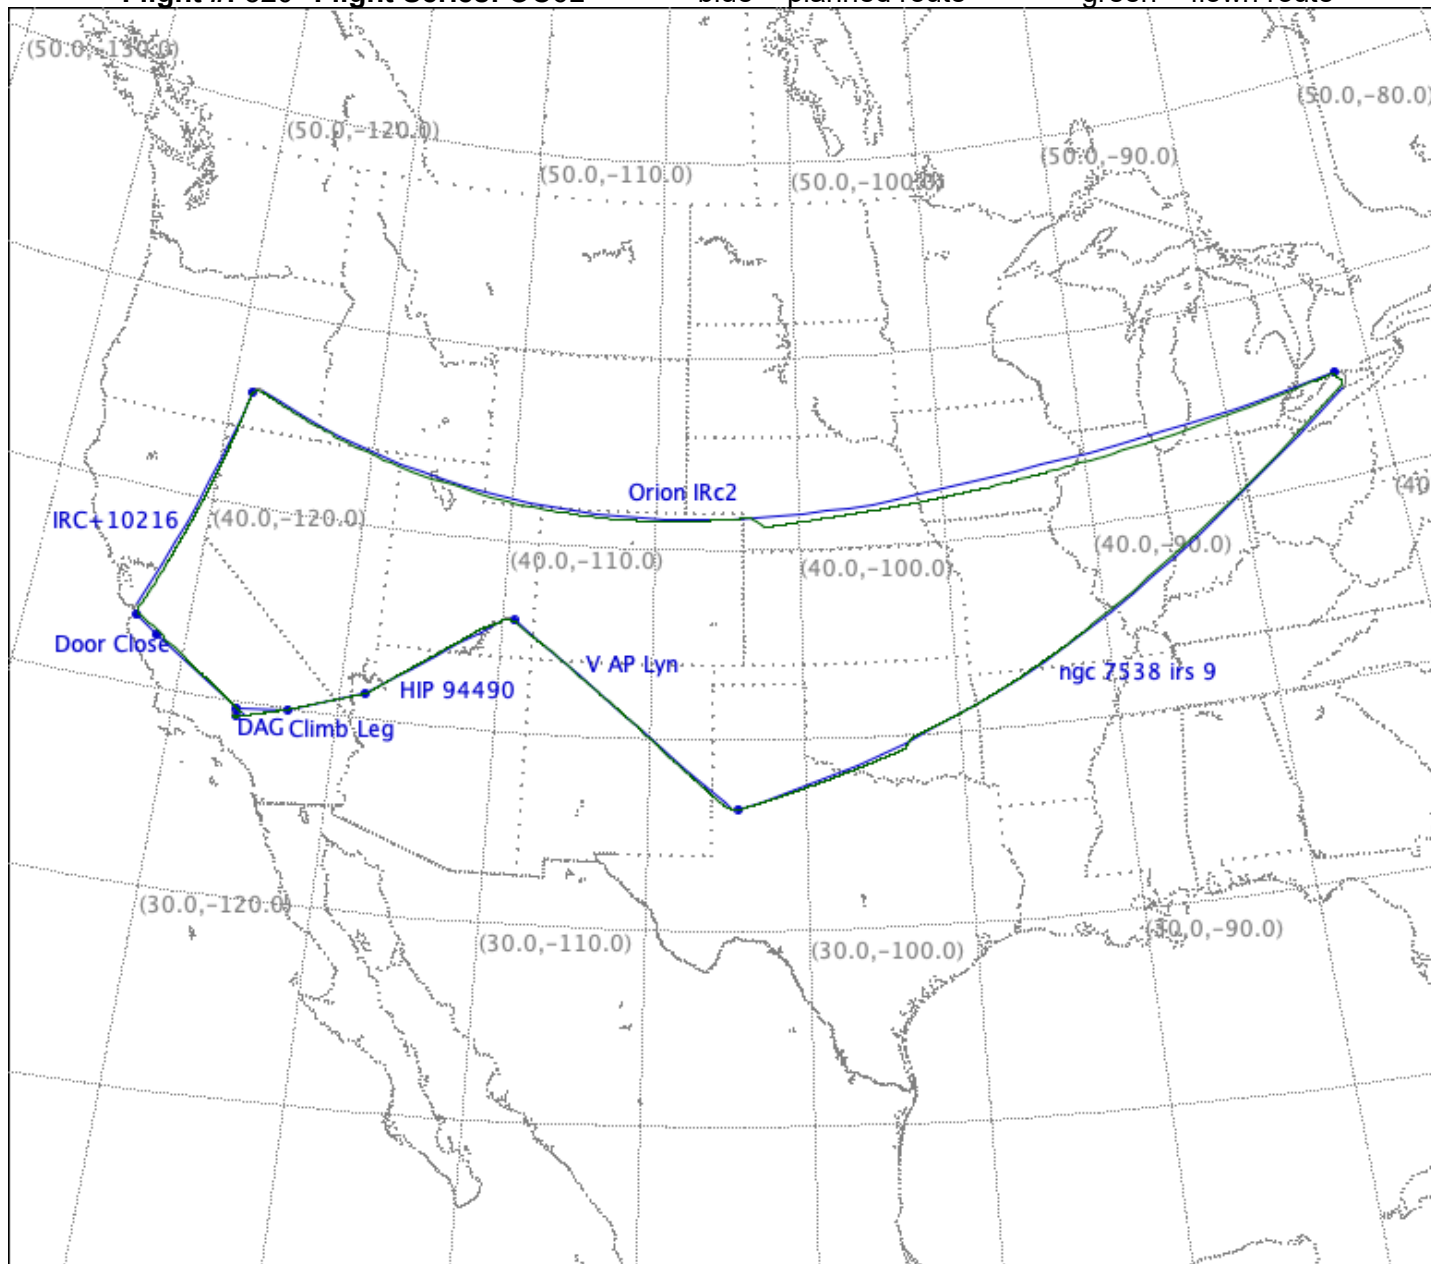 (50.0,-130.0)
(50.0,-80.0)
(50.0,-120.0)
(50.0,-90.0)
(50.0,-110.0)
(50.0,-100.0)
Orion IRc2
IRC+10216
(40.0,-120.0)
(40.0,-90.0)
(40.0,-110.0)
(40.0,-100.0)
(40
Door Close
V AP Lyn
ngc 7538 irs 9
HIP 94490
DAG Climb Leg
(30.0,-120.0)
(30.0,-110.0)
(30.0,-100.0)
(30.0,-90.0)